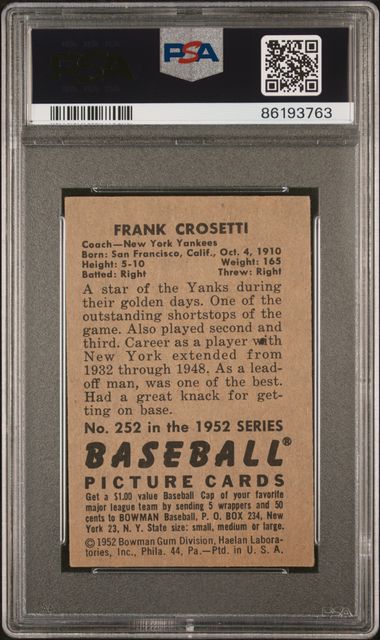 PSA
PSA
86193763
FRANK CROSETTI
Coach—New York Yankees
Born: San Francisco, Calif., Oct. 4, 1910
Height: 5-10 Weight: 165
Batted: Right Threw: Right
A star of the Yanks during
their golden days. One of the
outstanding shortstops of the
game. Also played second and
third. Career as a player with
New York extended from
1932 through 1948. As a lead-
off man, was one of the best.
Had a great knack for get-
ting on base.
No. 252 in the 1952 SERIES
BASEBALL®
PICTURE CARDS
Get a $1.00 value Baseball Cap of your favorite
major league team by sending 5 wrappers and 50
cents to BOWMAN Baseball, P. O. BOX 234, New
York 23, N. Y. State size: small, medium or large.
©1952 Bowman Gum Division, Haelan Labora-
tories, Inc., Phila. 44, Pa.—Ptd. in U. S. A.
PSA